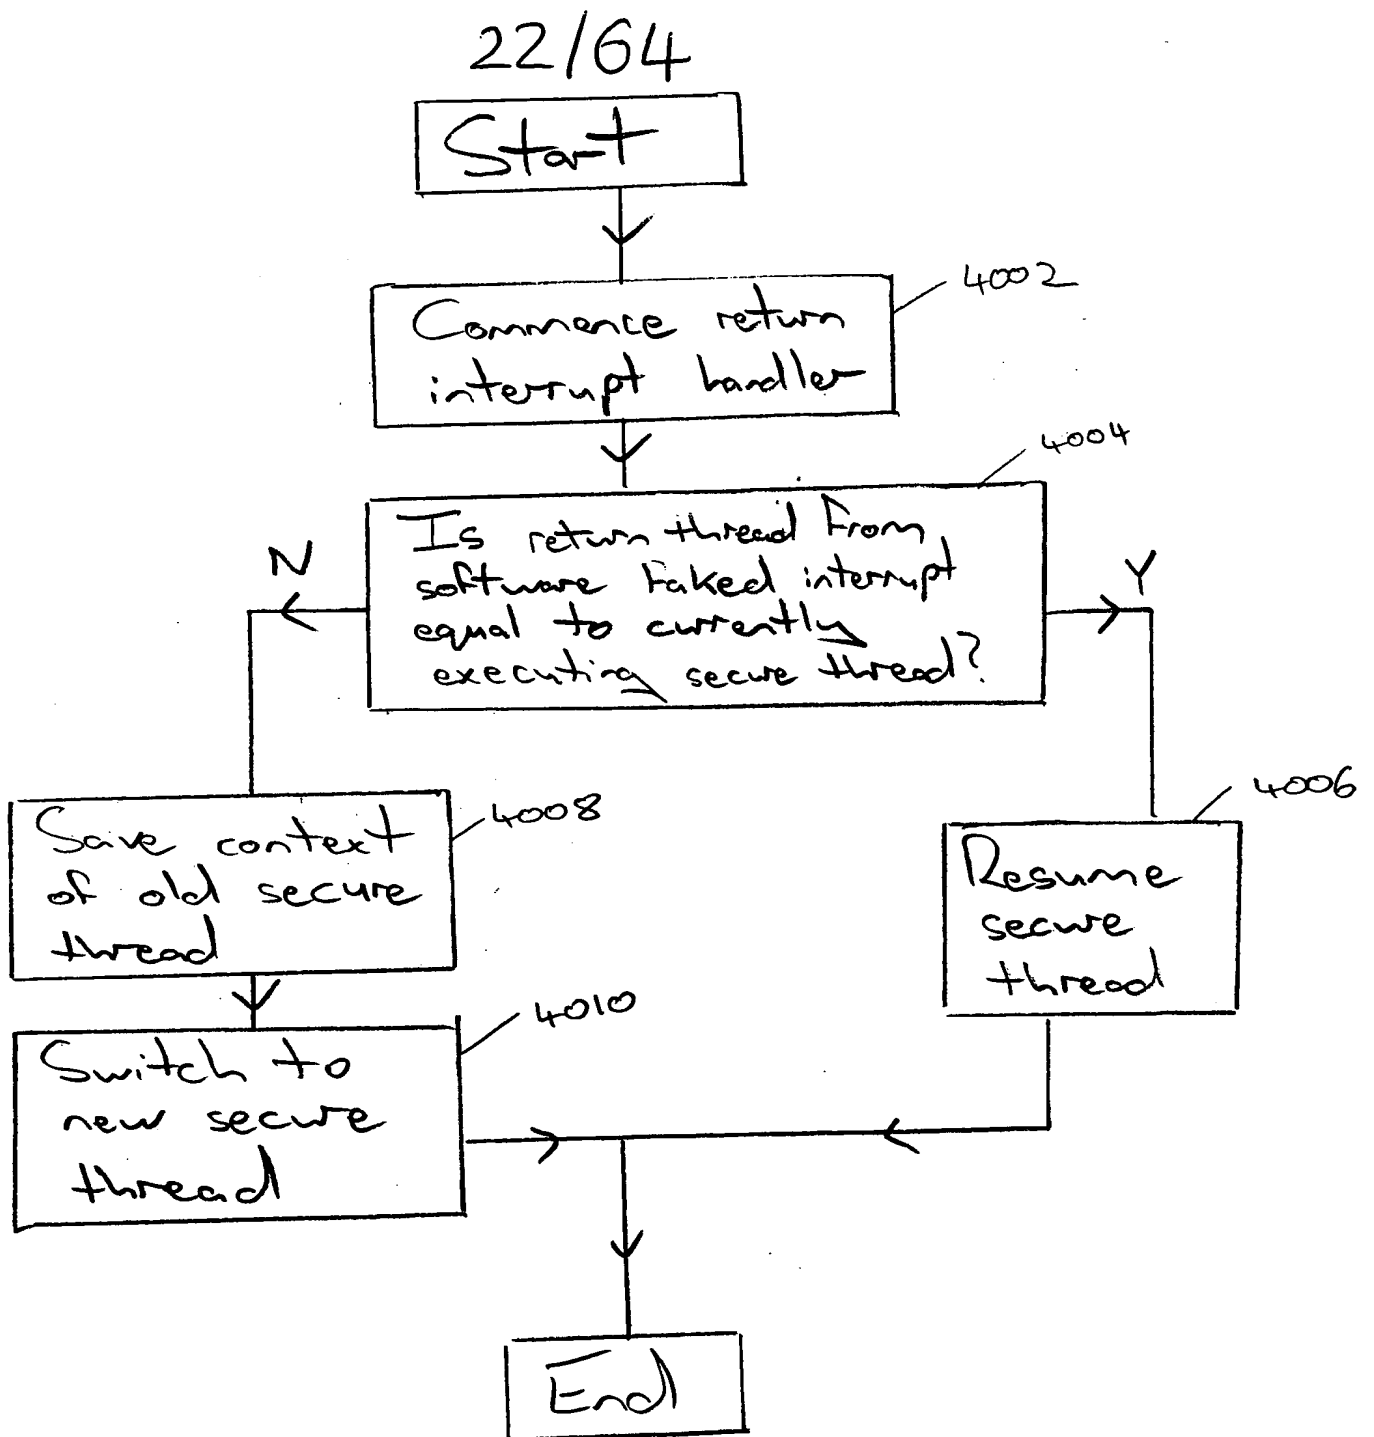 22/64
Start
4002
Commence return
interrupt handler
4004
Is return thread from
software faked interrupt
equal to currently
executing secure thread?
N
Y
4008
Save context
of old secure
thread
4006
Resume
secure
thread
4010
Switch to
new secure
thread
End